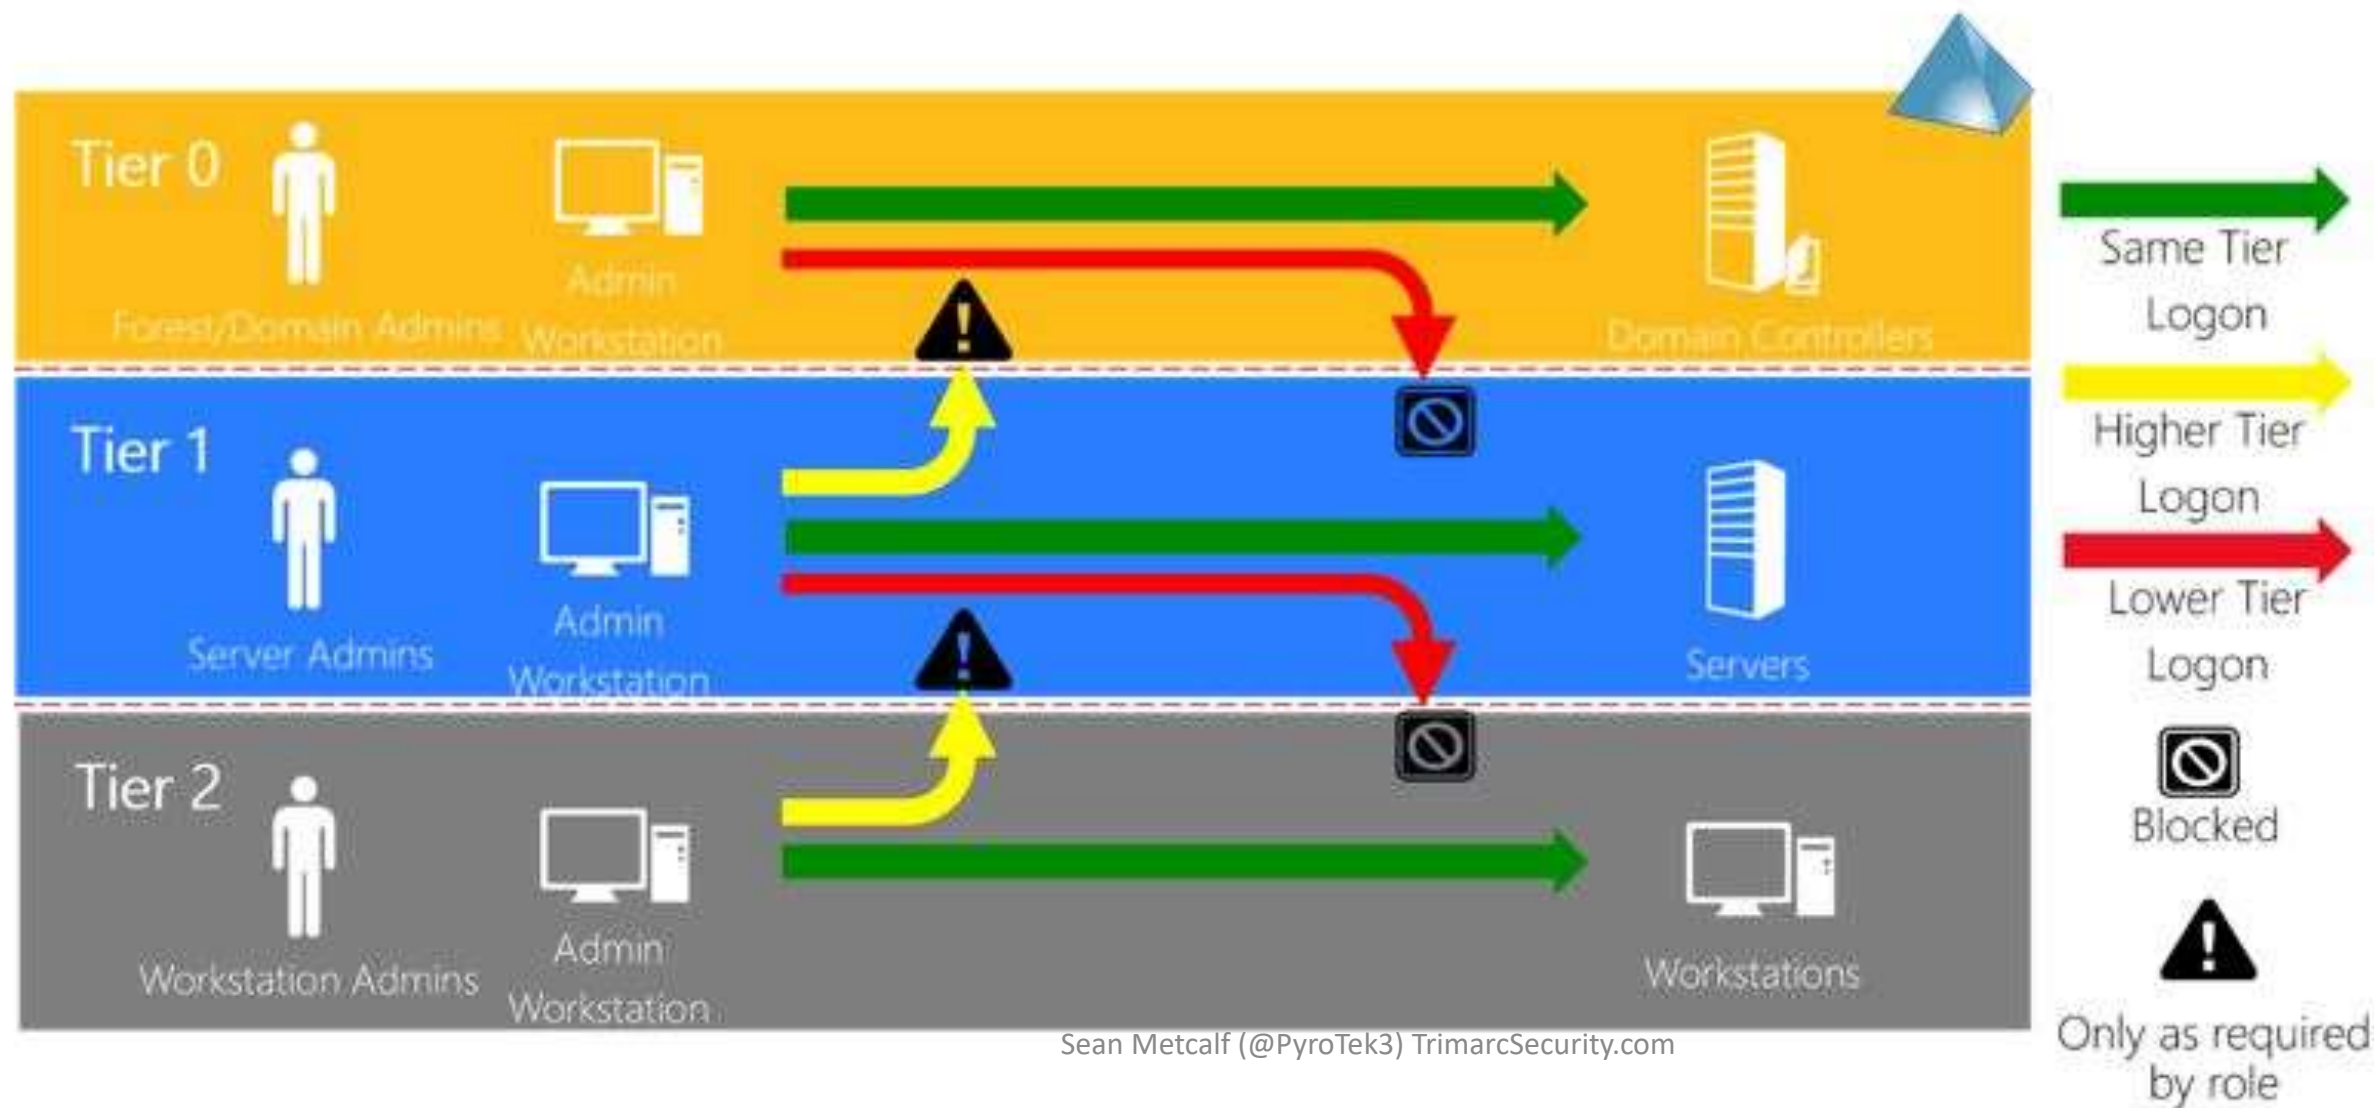 Tier 0
Forest/Domain Admins
Admin
Workstation
Domain Controllers
Tier 1
Server Admins
Admin
Workstation
Servers
Tier 2
Workstation Admins
Admin
Workstation
Workstations
Same Tier
Logon
Higher Tier
Logon
Lower Tier
Logon
Blocked
Only as required
by role
Sean Metcalf (@PyroTek3) TrimarcSecurity.com